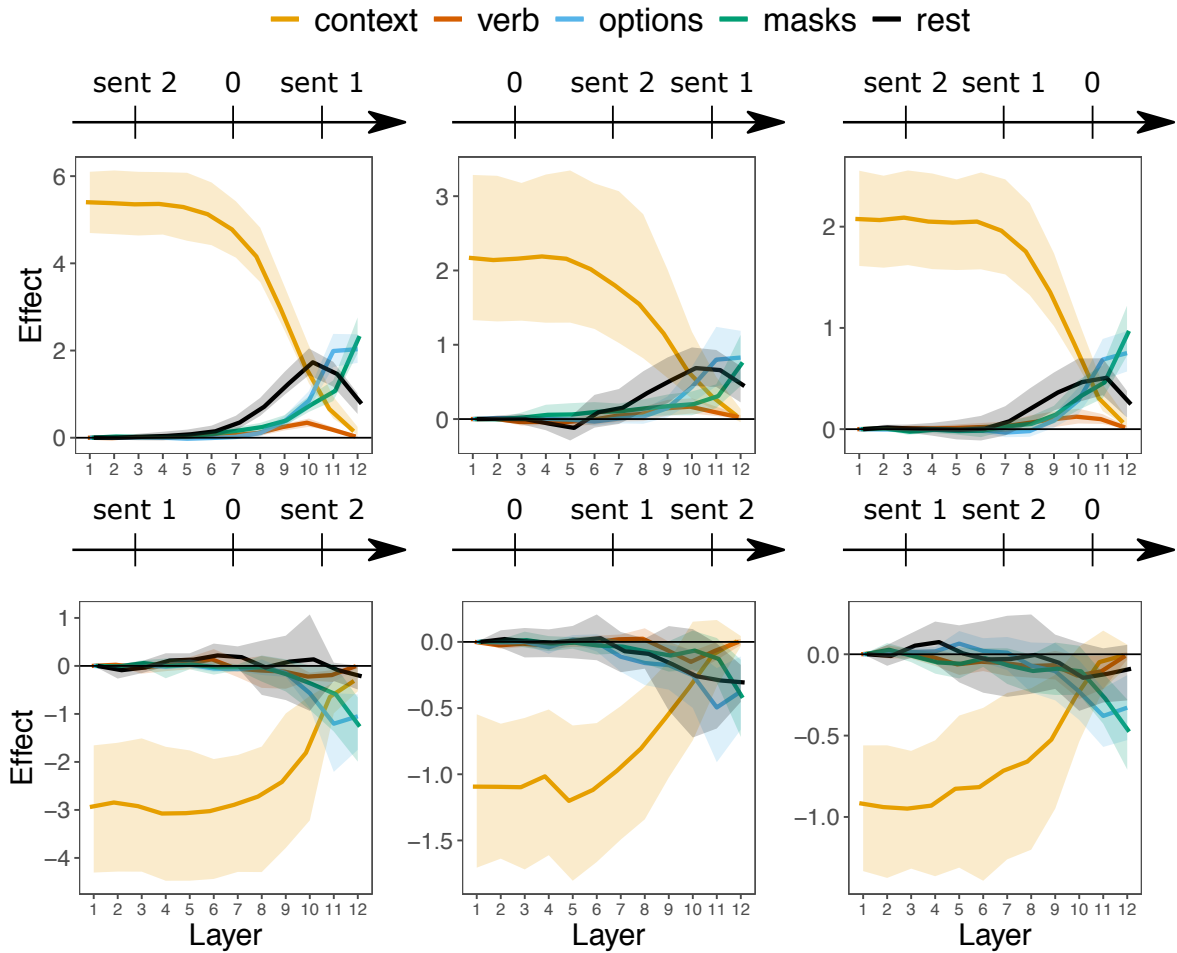 context verb options masks rest
sent 2 0 sent 1
0 sent 2 sent 1
sent 2 sent 1 0
Effect
6
4
2
0
1 2 3 4 5 6 7 8 9 10 11 12
3
2
1
0
1 2 3 4 5 6 7 8 9 10 11 12
2
1
0
1 2 3 4 5 6 7 8 9 10 11 12
sent 1 0 sent 2
0 sent 1 sent 2
sent 1 sent 2 0
Effect
1
0
−1
−2
−3
−4
1 2 3 4 5 6 7 8 9 10 11 12
Layer
0.0
−0.5
−1.0
−1.5
1 2 3 4 5 6 7 8 9 10 11 12
Layer
0.0
−0.5
−1.0
1 2 3 4 5 6 7 8 9 10 11 12
Layer